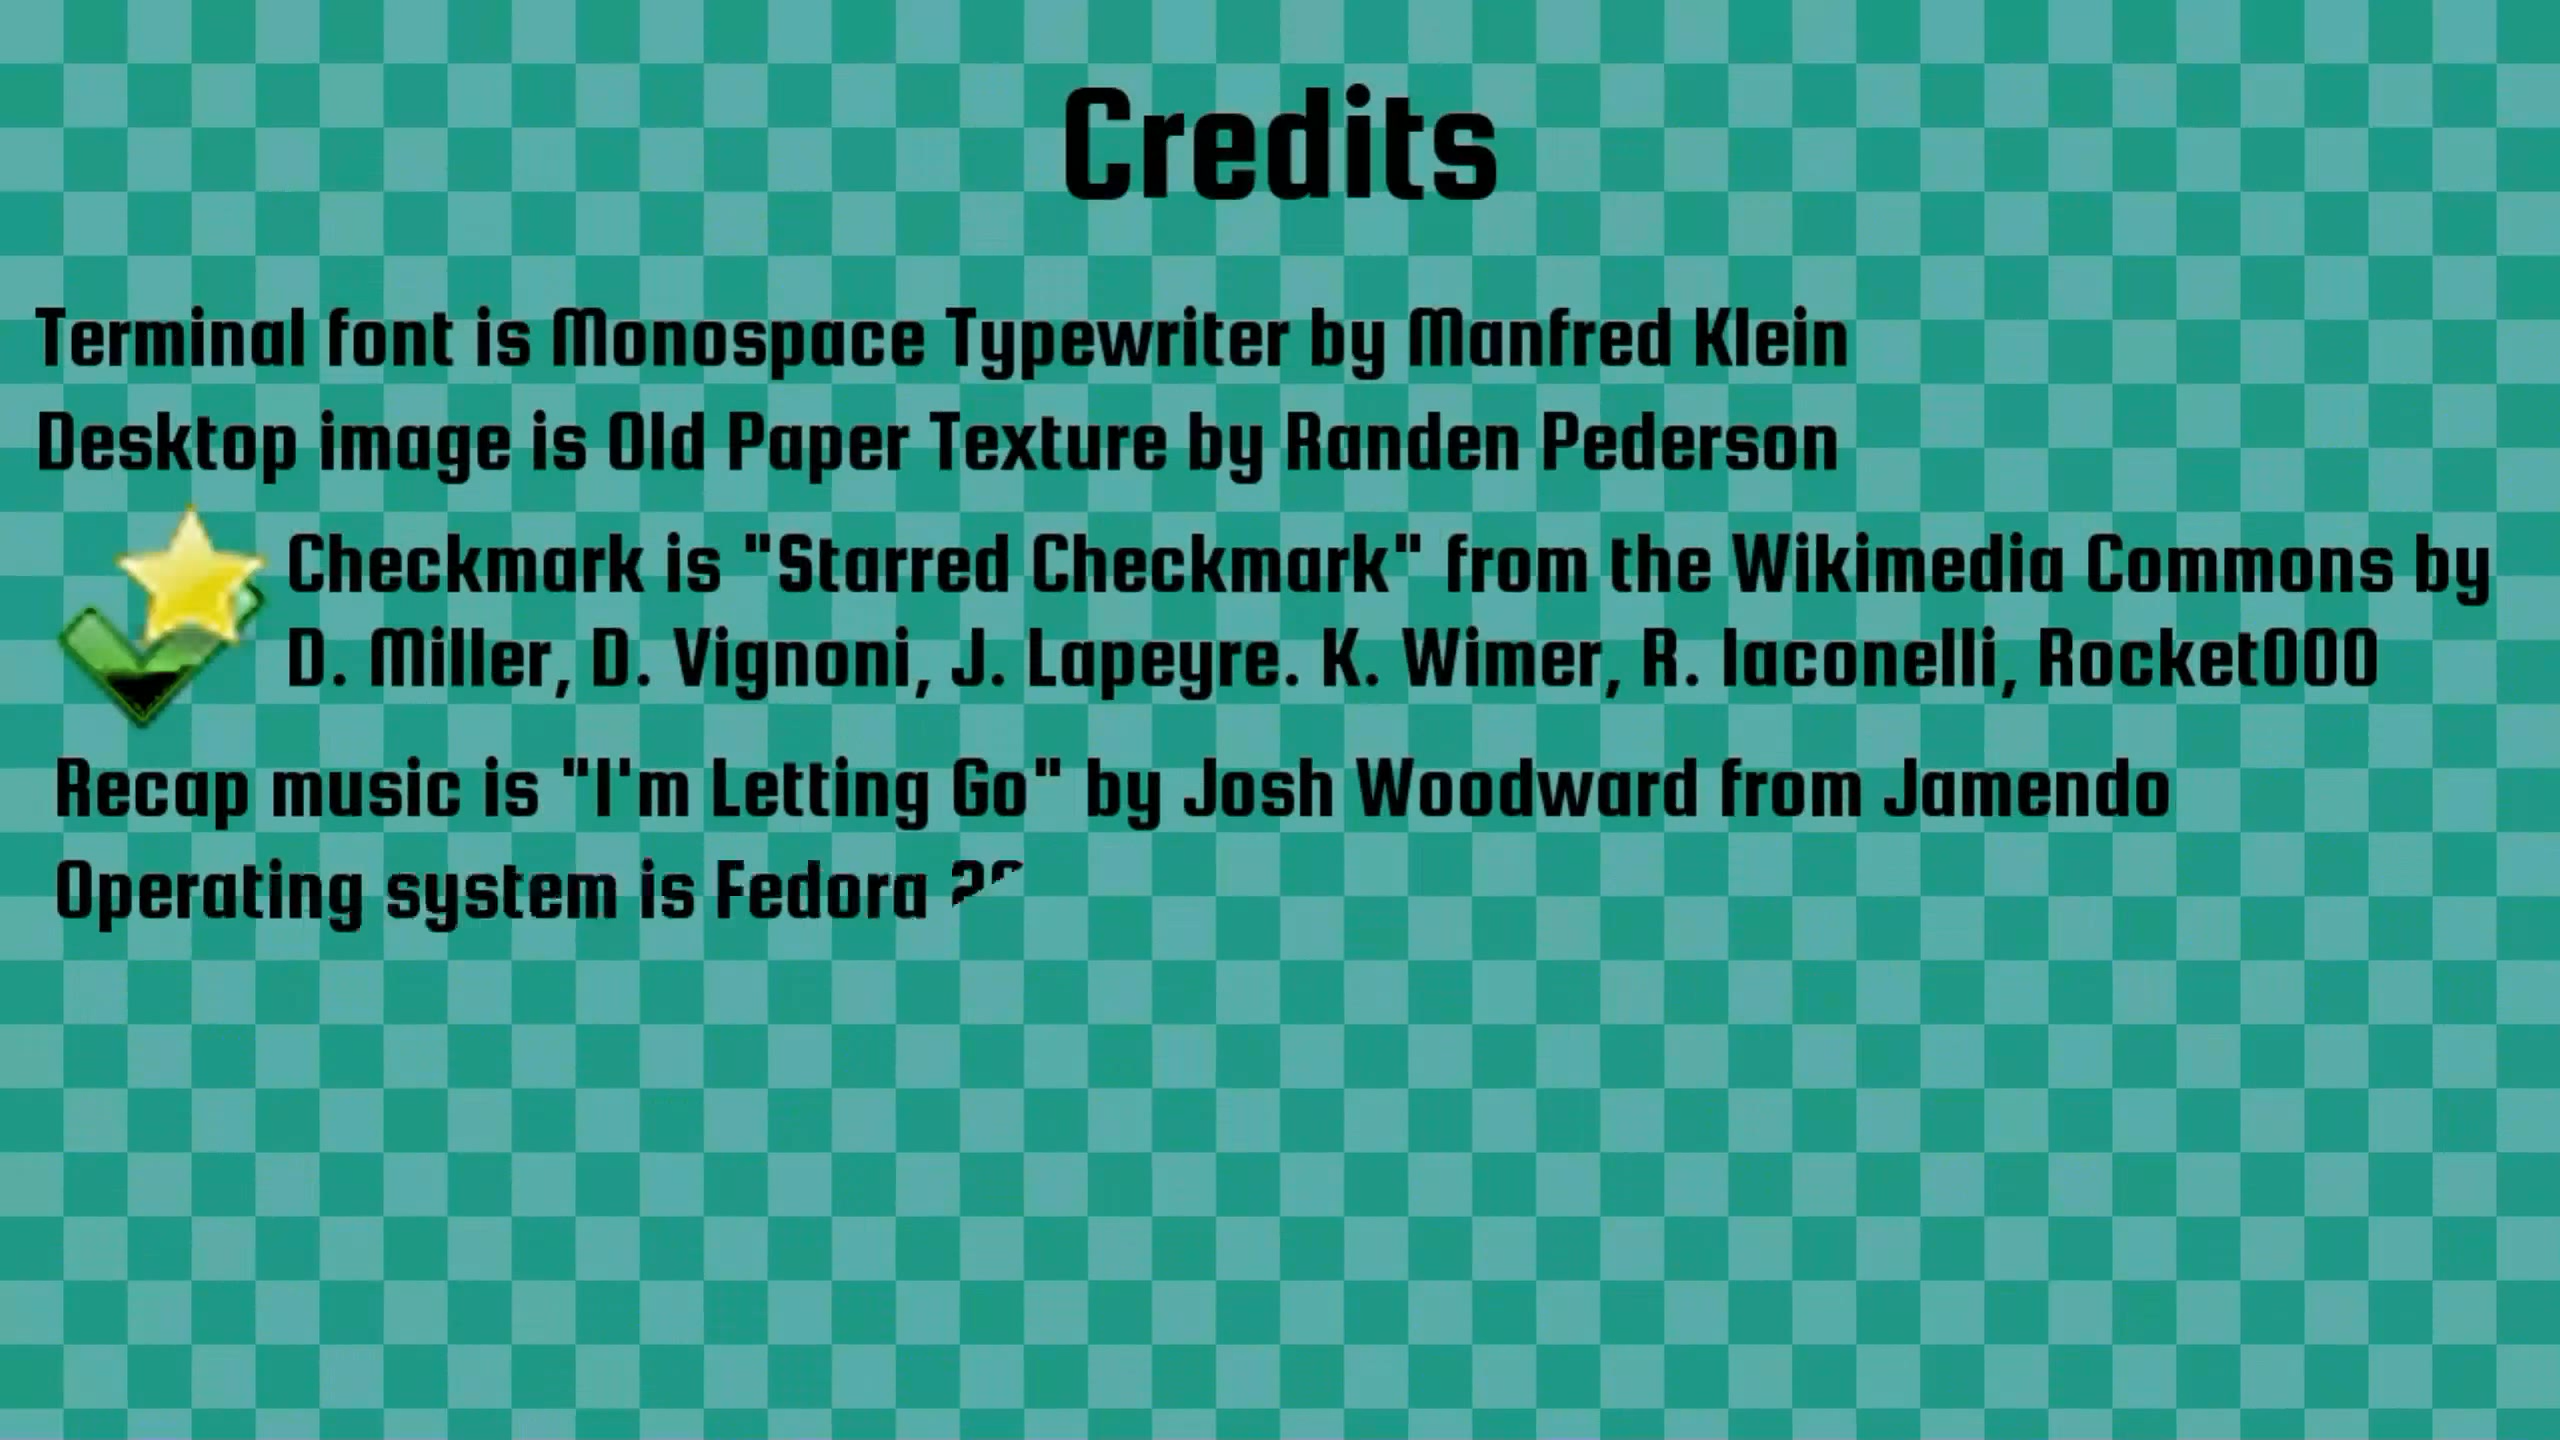 Credits
Terminal font is Monospace Typewriter by Manfred Klein
Desktop image is Old Paper Texture by Randen Pederson
Checkmark is "Starred Checkmark" from the Wikimedia Commons by
D. Miller, D. Vignoni, J. Lapeyre. K. Wimer, R. Iaconelli, Rocket000
Recap music is "I'm Letting Go" by Josh Woodward from Jamendo
Operating system is Fedora